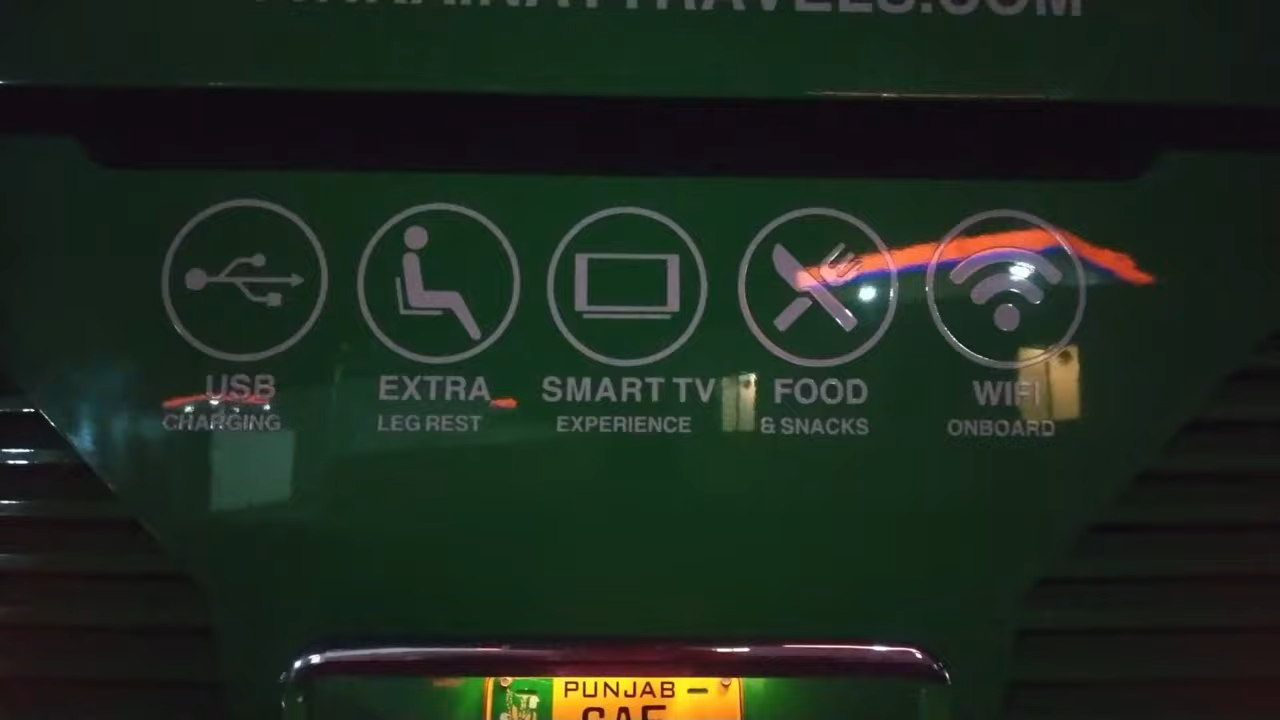 USB
CHARGING
EXTRA
LEG REST
SMART TV
EXPERIENCE
FOOD
& SNACKS
WIFI
ONBOARD
PUNJAB